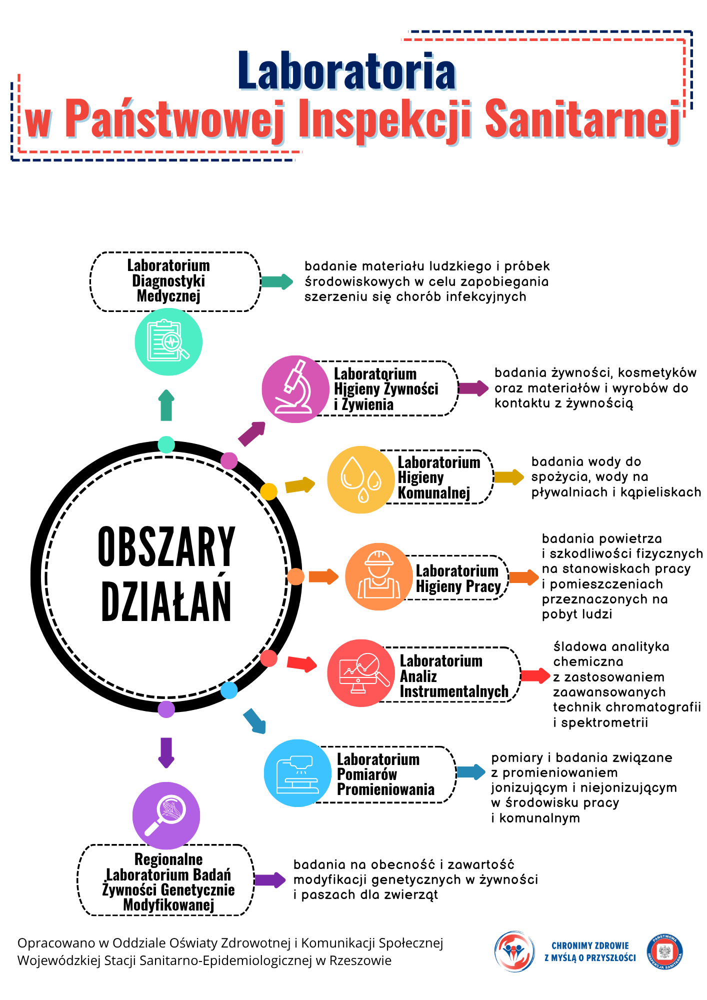 Laboratoria
w Państwowej Inspekcji Sanitarnej
Laboratorium
Diagnostyki
Medycznej
badanie materiału ludzkiego i próbek
środowiskowych w celu zapobiegania
szerzeniu się chorób infekcyjnych
Laboratorium
Higieny Żywności
i Żywienia
badania żywności, kosmetyków
oraz materiałów i wyrobów do
kontaktu z żywnością
Laboratorium
Higieny
Komunalnej
badania wody do
spożycia, wody na
pływalniach i kąpieliskach
OBSZARY
DZIAŁAŃ
Laboratorium
Higieny Pracy
badania powietrza
i szkodliwości fizycznych
na stanowiskach pracy
i pomieszczeniach
przeznaczonych na
pobyt ludzi
Laboratorium
Analiz
Instrumentalnych
śladowa analityka
chemiczna
z zastosowaniem
zaawansowanych
technik chromatografii
i spektrometrii
Laboratorium
Pomiarów
Promieniowania
pomiary i badania związane
z promieniowaniem
jonizującym i niejonizującym
w środowisku pracy
i komunalnym
Regionalne
Laboratorium Badań
Żywności Genetycznie
Modyfikowanej
badania na obecność i zawartość
modyfikacji genetycznych w żywności
i paszach dla zwierząt
Opracowano w Oddziale Oświaty Zdrowotnej i Komunikacji Społecznej
Wojewódzkiej Stacji Sanitarno-Epidemiologicznej w Rzeszowie
CHRONIMY ZDROWIE
Z MYŚLĄ O PRZYSZŁOŚCI
PAŃSTWOWA
INSPEKCJA SANITARNA